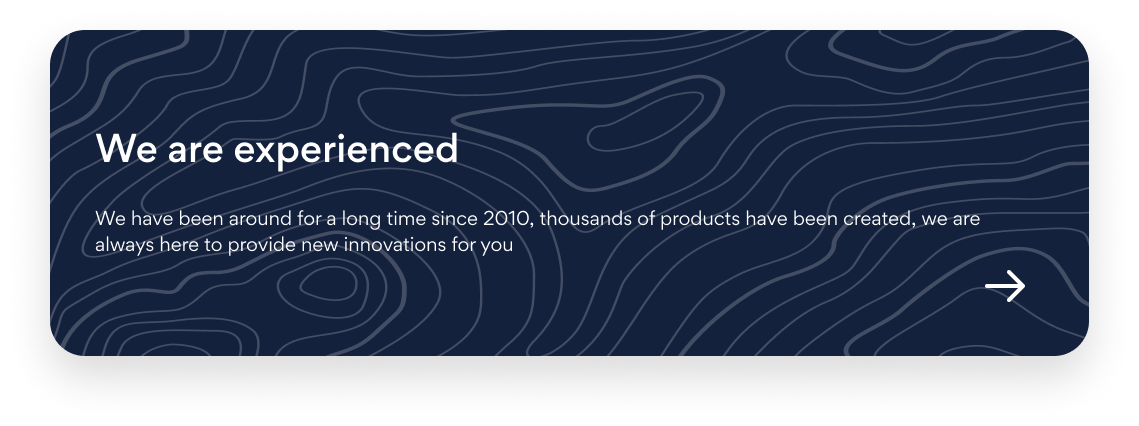 We are experienced
We have been around for a long time since 2010, thousands of products have been created, we are
always here to provide new innovations for you